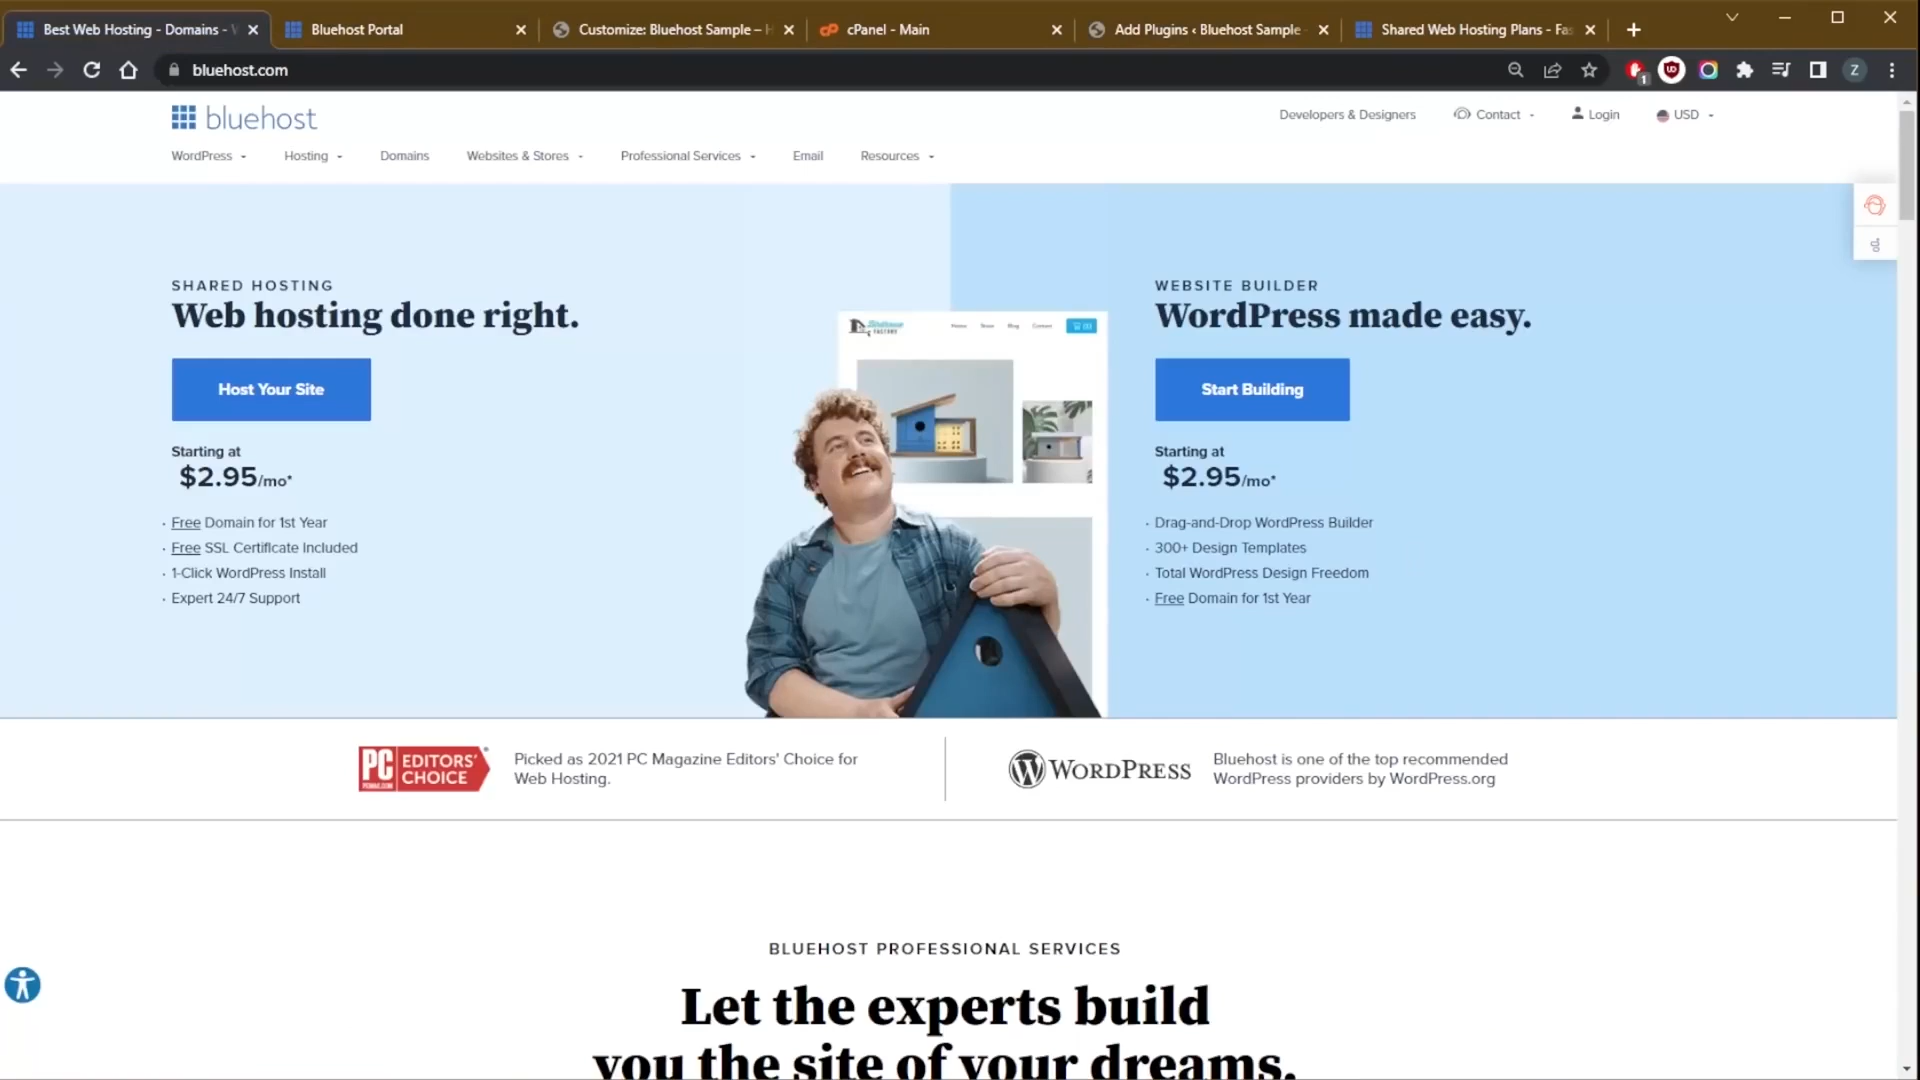 Best Web Hosting - Domains -
Bluehost Portal
Customize: Bluehost Sample –
cPanel - Main
Add Plugins ‹ Bluehost Sample
Shared Web Hosting Plans - Fas
bluehost.com
1
Z
bluehost
Developers & Designers
Contact
Login
USD
WordPress
Hosting
Domains
Websites & Stores
Professional Services
Email
Resources
SHARED HOSTING
Web hosting done right.
Host Your Site
Starting at
$2.95/mo*
· Free Domain for 1st Year
· Free SSL Certificate Included
· 1-Click WordPress Install
· Expert 24/7 Support
FACTORY
Home
Store
Blog
Contact
WEBSITE BUILDER
WordPress made easy.
Start Building
Starting at
$2.95/mo*
· Drag-and-Drop WordPress Builder
· 300+ Design Templates
· Total WordPress Design Freedom
· Free Domain for 1st Year
PC
EDITORS'
CHOICE
Picked as 2021 PC Magazine Editors' Choice for
Web Hosting.
WORDPRESS
Bluehost is one of the top recommended
WordPress providers by WordPress.org
BLUEHOST PROFESSIONAL SERVICES
Let the experts build
you the site of your dreams.